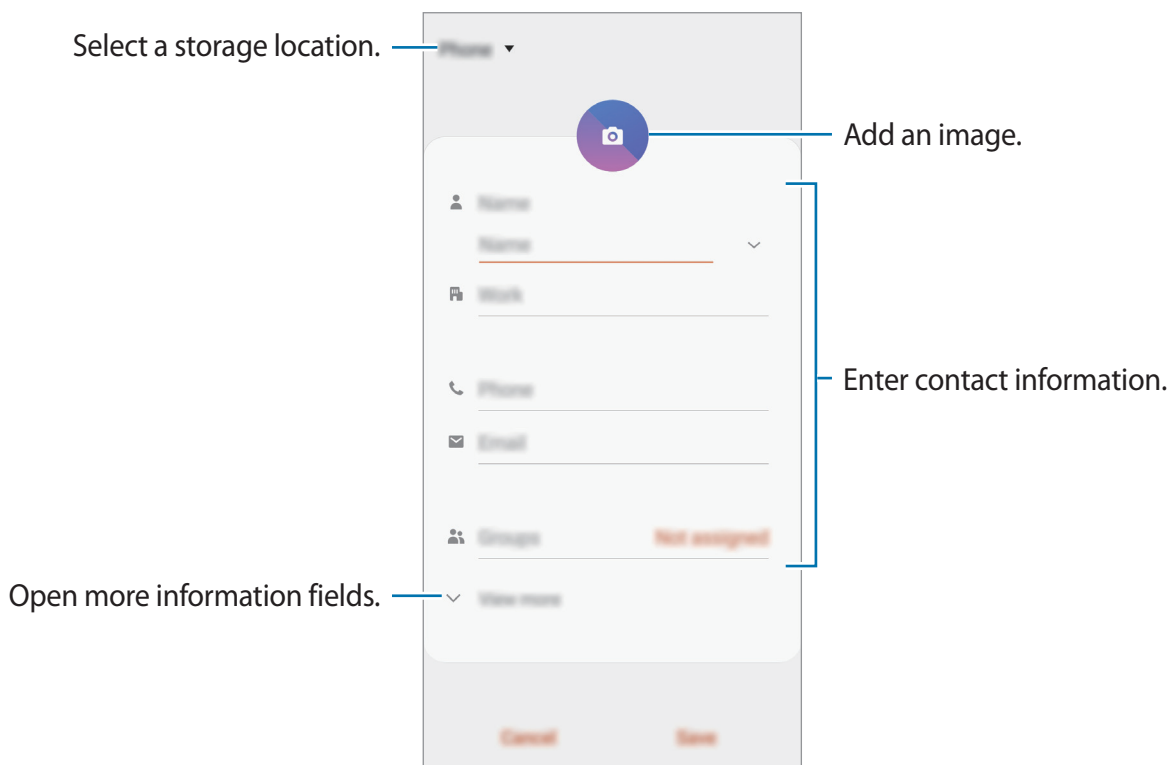 Select a storage location.
Phone
Add an image.
Name
Name
Work
Phone
Enter contact information.
Email
Groups
Not assigned
Open more information fields.
View more
Cancel
Save